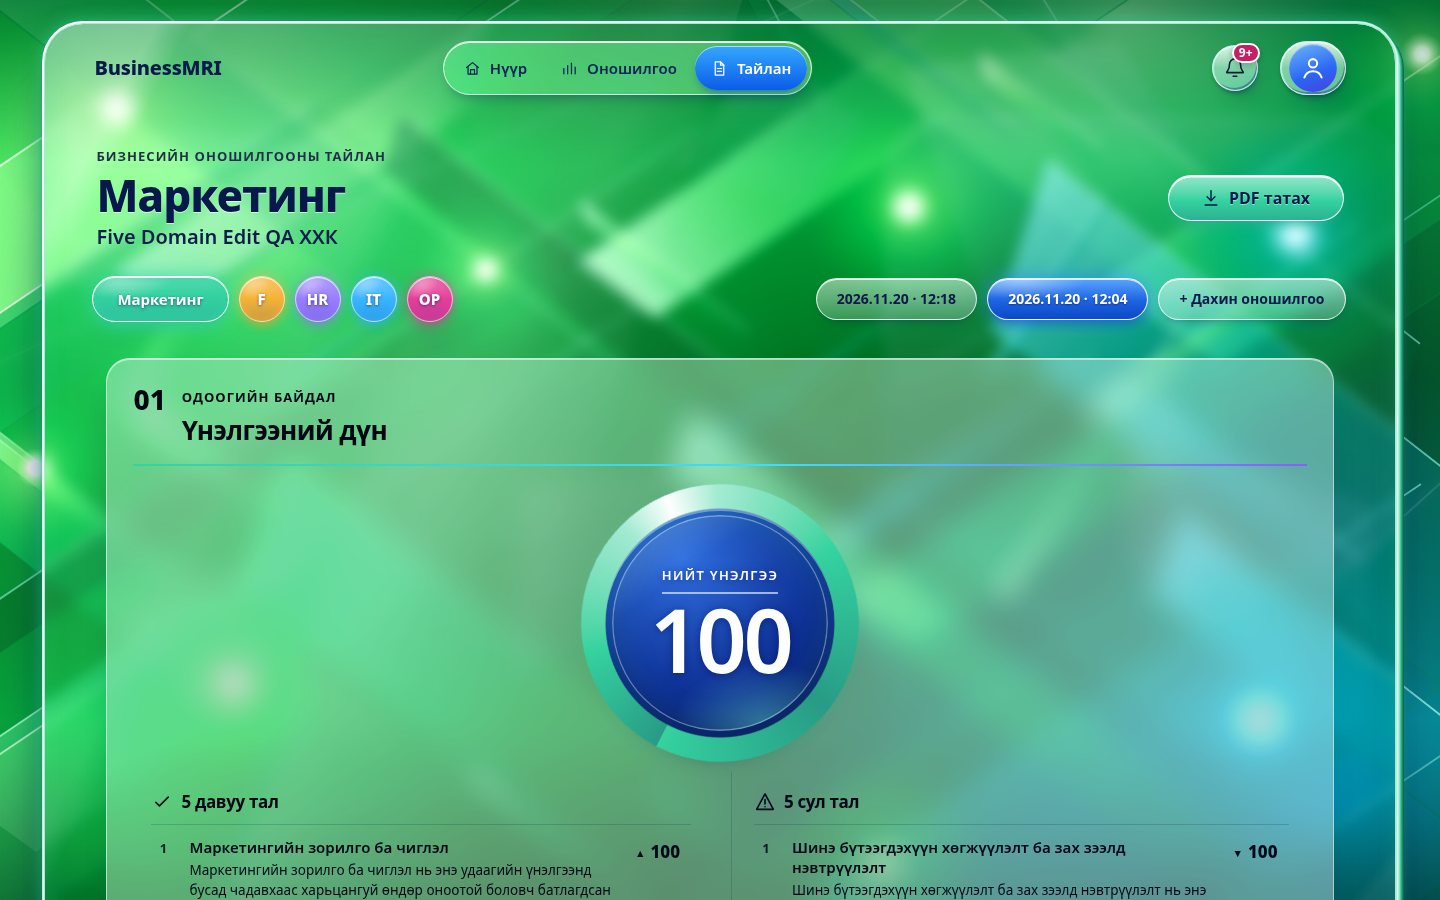 BusinessMRI
Нүүр
Оношилгоо
Тайлан
9+
БИЗНЕСИЙН ОНОШИЛГООНЫ ТАЙЛАН
Маркетинг
Five Domain Edit QA ХХК
PDF татах
Маркетинг
F
HR
IT
OP
2026.11.20 · 12:18
2026.11.20 · 12:04
+ Дахин оношилгоо
01
ОДООГИЙН БАЙДАЛ
Үнэлгээний дүн
НИЙТ ҮНЭЛГЭЭ
100
5 давуу тал
1
Маркетингийн зорилго ба чиглэл
▲ 100
Маркетингийн зорилго ба чиглэл нь энэ удаагийн үнэлгээнд
бусад чадавхаас харьцангуй өндөр оноотой боловч батлагдсан
5 сул тал
1
Шинэ бүтээгдэхүүн хөгжүүлэлт ба зах зээлд
нэвтрүүлэлт
▼ 100
Шинэ бүтээгдэхүүн хөгжүүлэлт ба зах зээлд нэвтрүүлэлт нь энэ